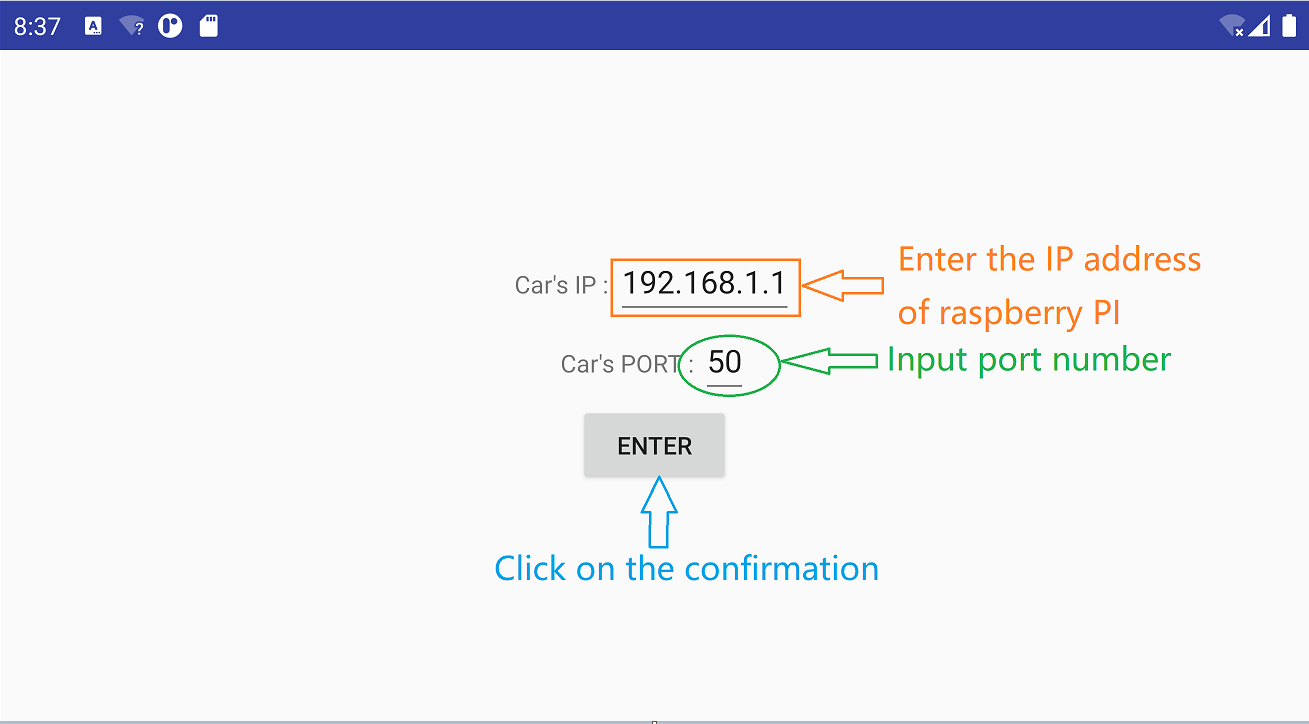 8:37
Car's IP : 192.168.1.1
Enter the IP address
of raspberry PI
Car's PORT : 50
Input port number
ENTER
Click on the confirmation